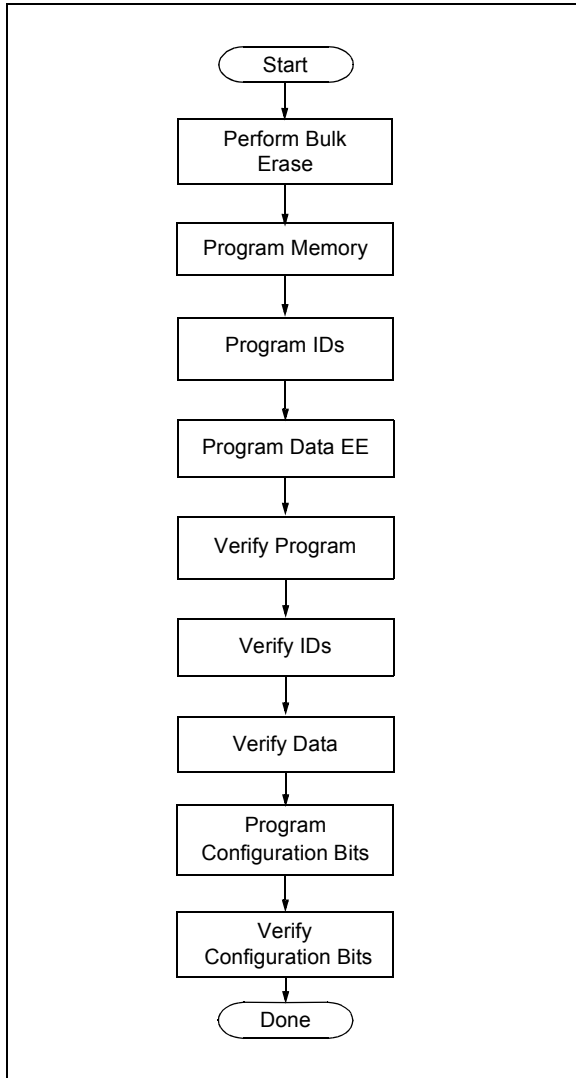 Start
Perform Bulk
Erase
Program Memory
Program IDs
Program Data EE
Verify Program
Verify IDs
Verify Data
Program
Configuration Bits
Verify
Configuration Bits
Done